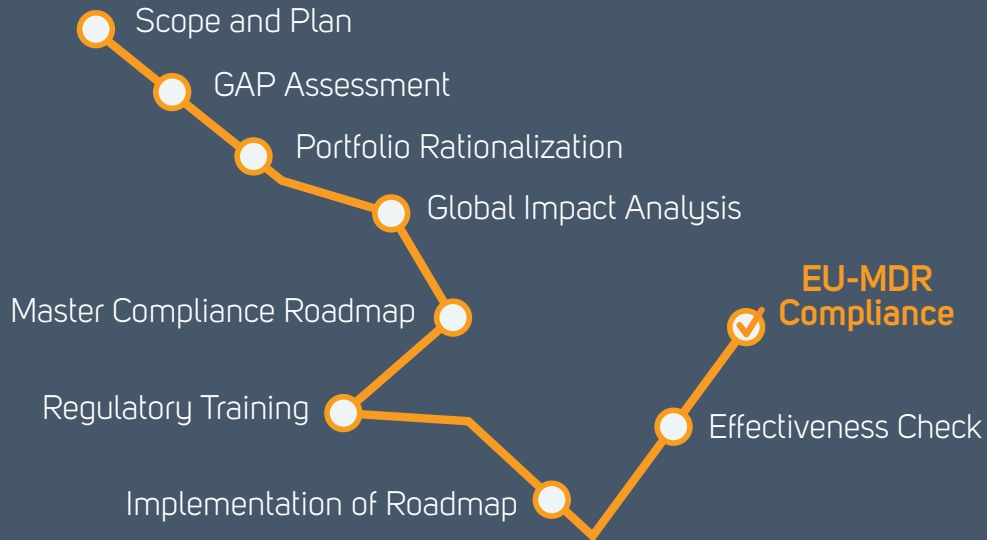 Scope and Plan
GAP Assessment
Portfolio Rationalization
Global Impact Analysis
Master Compliance Roadmap
Regulatory Training
Implementation of Roadmap
Effectiveness Check
EU-MDR
Compliance